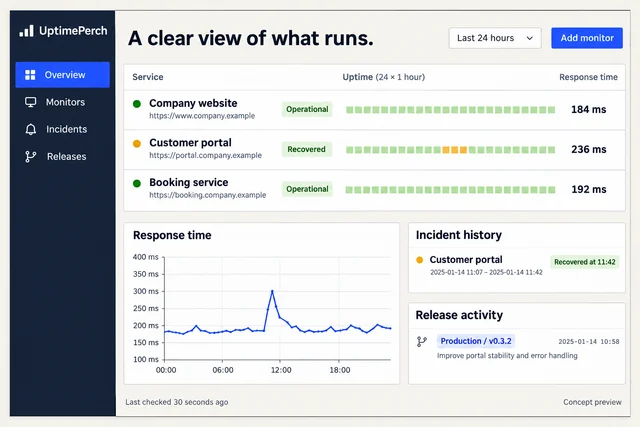 UptimePerch
Overview
Monitors
Incidents
Releases
A clear view of what runs.
Last 24 hours
Add monitor
Service
Uptime (24 × 1 hour)
Response time
Company website
https://www.company.example
Operational
184 ms
Customer portal
https://portal.company.example
Recovered
236 ms
Booking service
https://booking.company.example
Operational
192 ms
Response time
400 ms
350 ms
300 ms
250 ms
200 ms
150 ms
100 ms
00:00
06:00
12:00
18:00
Incident history
Customer portal
2025-01-14 11:07 – 2025-01-14 11:42
Recovered at 11:42
Release activity
Production / v0.3.2
2025-01-14 10:58
Improve portal stability and error handling
Last checked 30 seconds ago
Concept preview